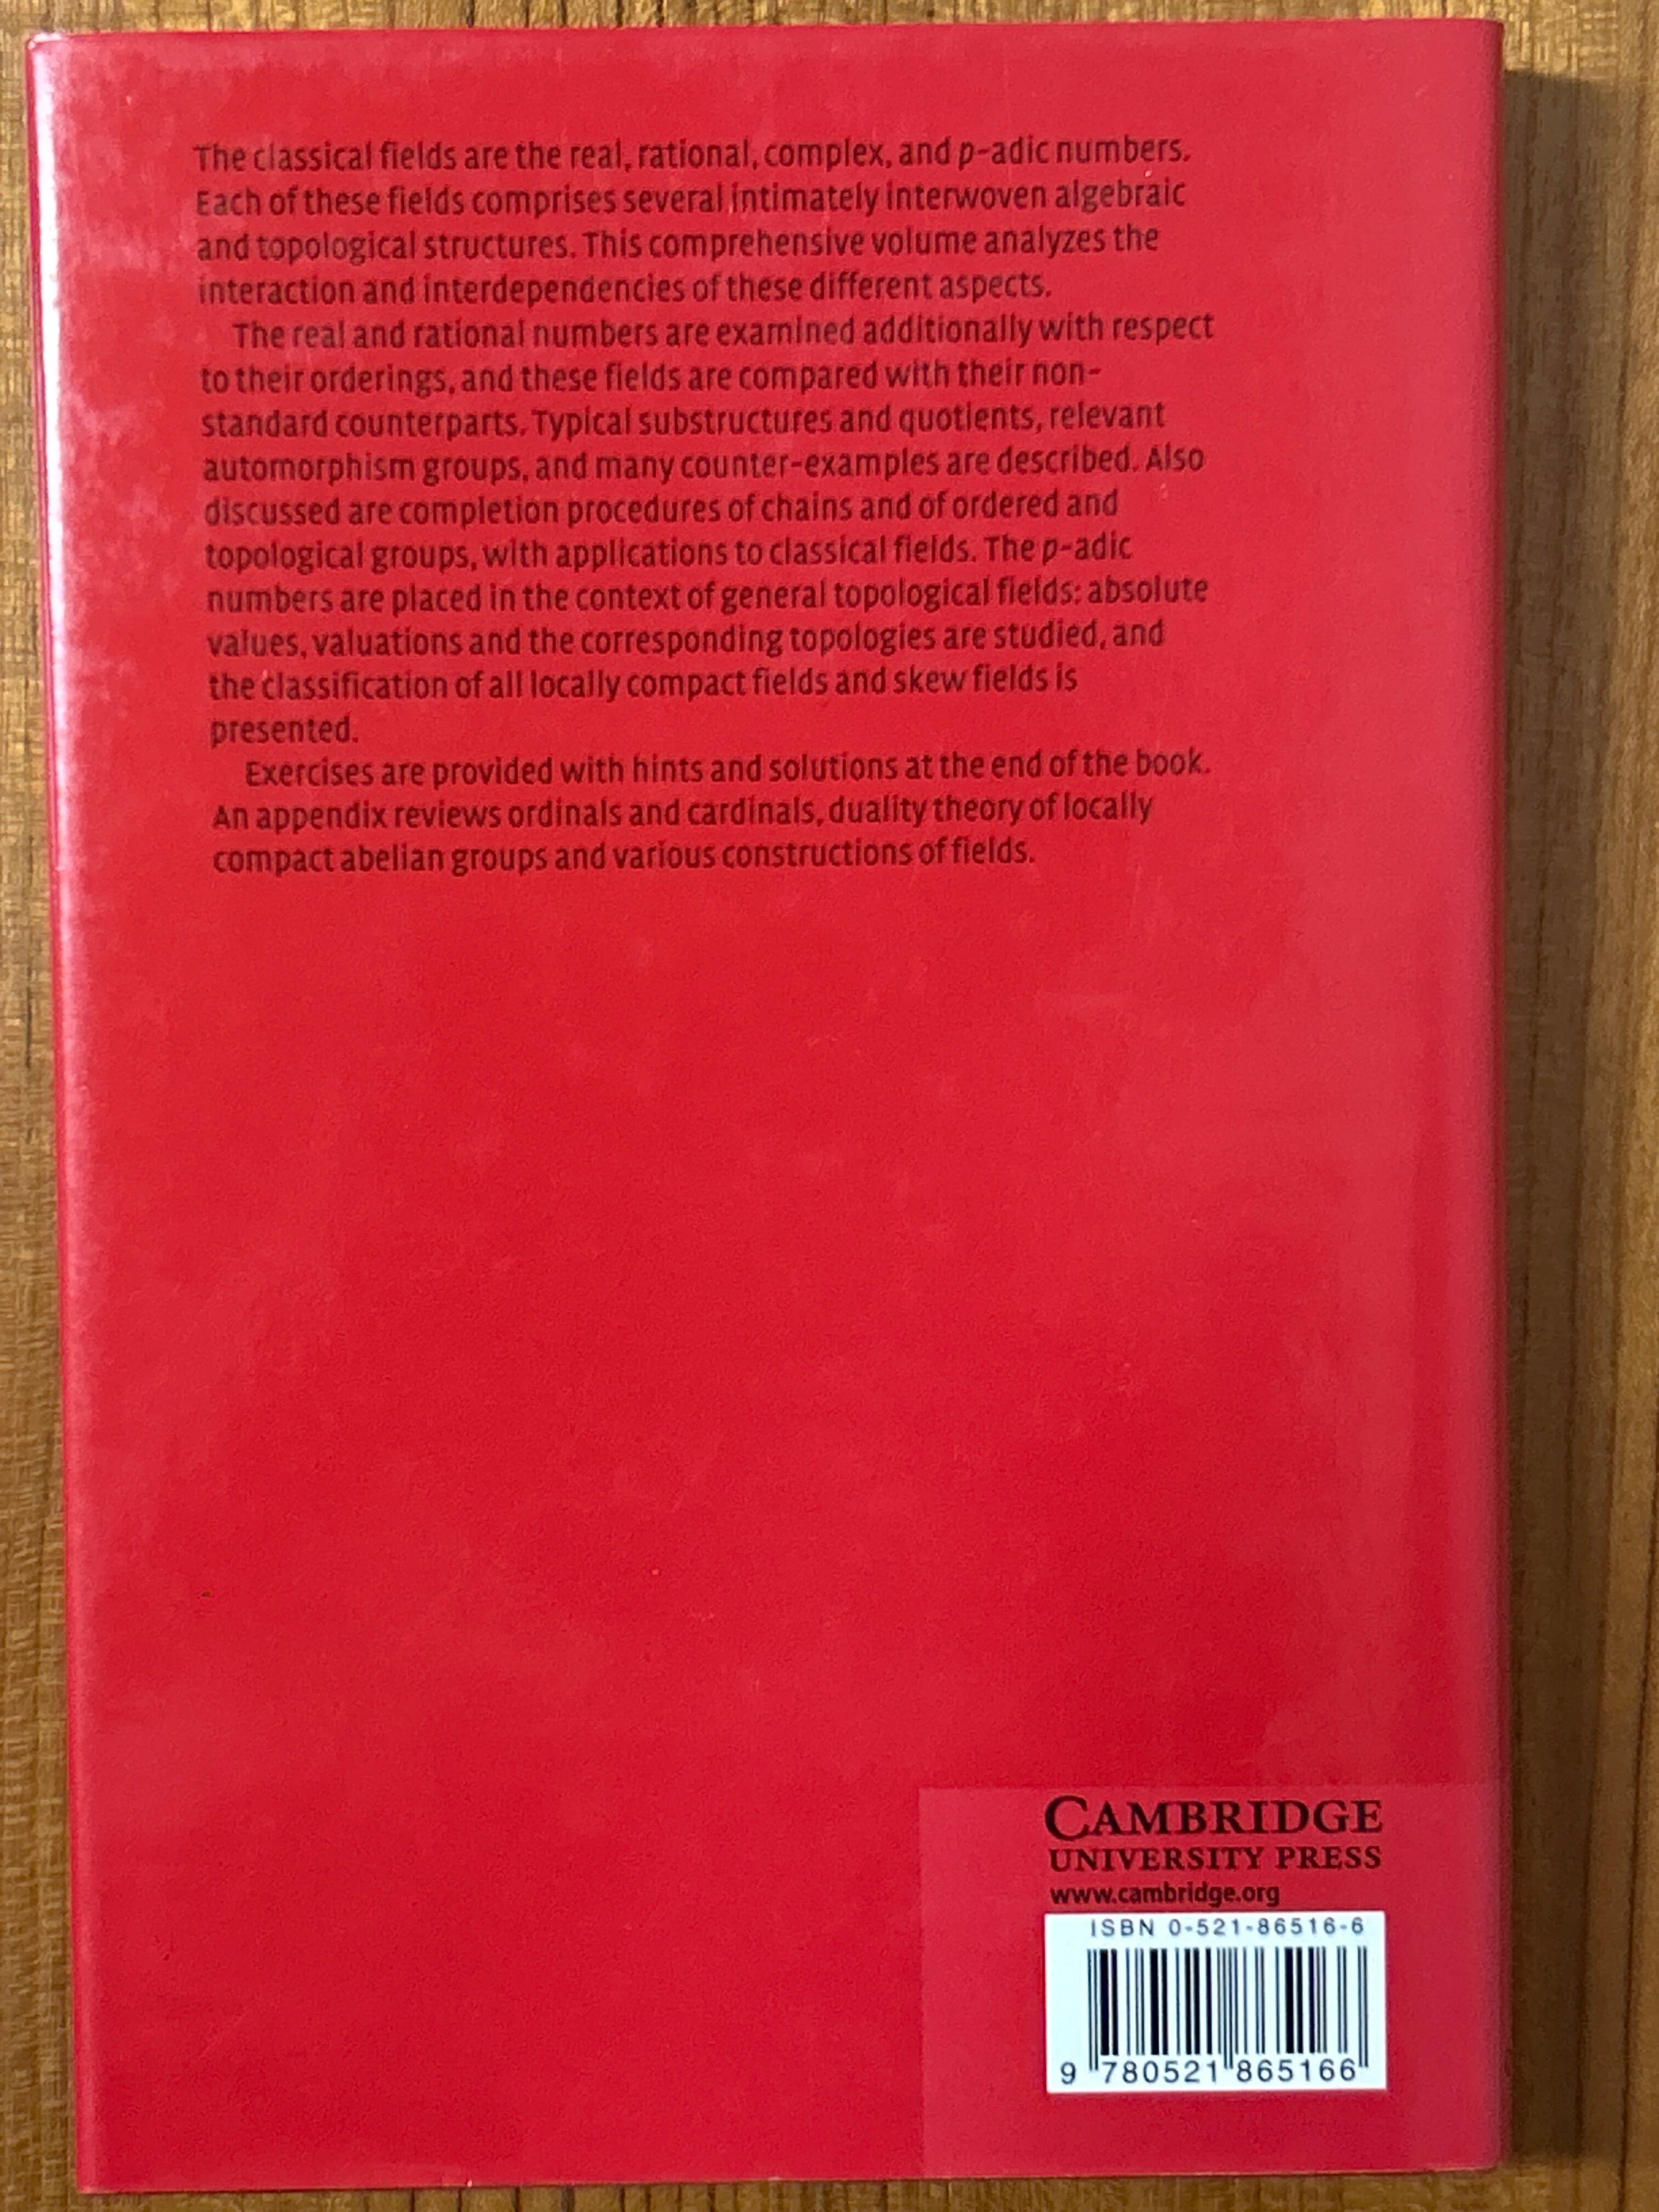 The classical fields are the real, rational, complex, and p-adic numbers.
Each of these fields comprises several intimately interwoven algebraic
and topological structures. This comprehensive volume analyzes the
interaction and interdependencies of these different aspects.
The real and rational numbers are examined additionally with respect
to their orderings, and these fields are compared with their non-
standard counterparts. Typical substructures and quotients, relevant
automorphism groups, and many counter-examples are described. Also
discussed are completion procedures of chains and of ordered and
topological groups, with applications to classical fields. The p-adic
numbers are placed in the context of general topological fields: absolute
values, valuations and the corresponding topologies are studied, and
the classification of all locally compact fields and skew fields is
presented.
Exercises are provided with hints and solutions at the end of the book.
An appendix reviews ordinals and cardinals, duality theory of locally
compact abelian groups and various constructions of fields.
CAMBRIDGE
UNIVERSITY PRESS
www.cambridge.org
ISBN 0-521-86516-6
9 780521 865166